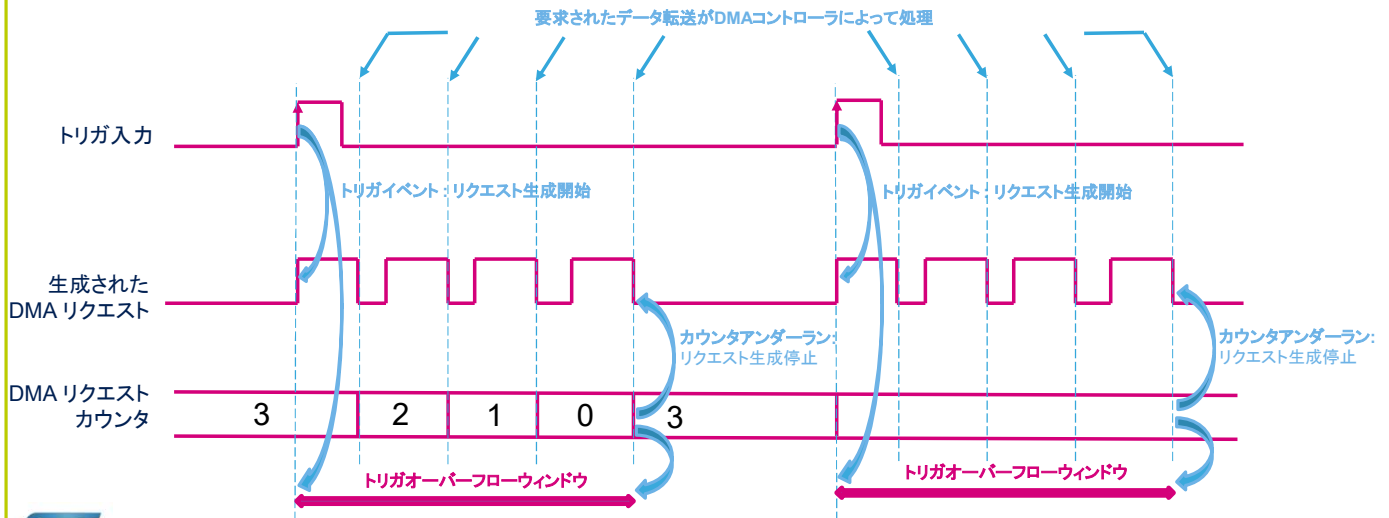 要求されたデータ転送がDMAコントローラによって処理
トリガ入力
トリガイベント : リクエスト生成開始
トリガイベント : リクエスト生成開始
生成された
DMA リクエスト
カウンタアンダーラン:
リクエスト生成停止
カウンタアンダーラン:
リクエスト生成停止
DMA リクエスト
カウンタ
3
2
1
0
3
トリガオーバーフローウィンドウ
トリガオーバーフローウィンドウ